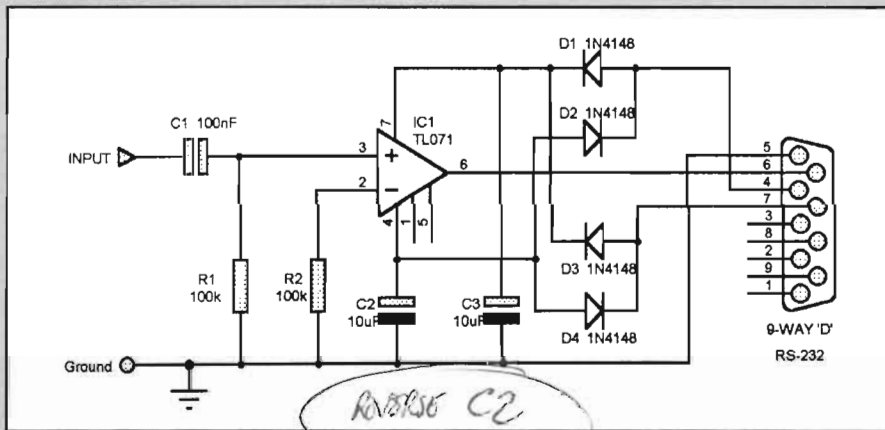 D1 1N4148
D2 1N4148
C1 100nF
7
IC1
TL071
INPUT
3
+
2
−
6
4
1
5
5
6
4
7
3
8
2
9
1
D3 1N4148
D4 1N4148
R1
100k
R2
100k
C2
10uF
C3
10uF
9-WAY 'D'
RS-232
Ground
REVERSE C2